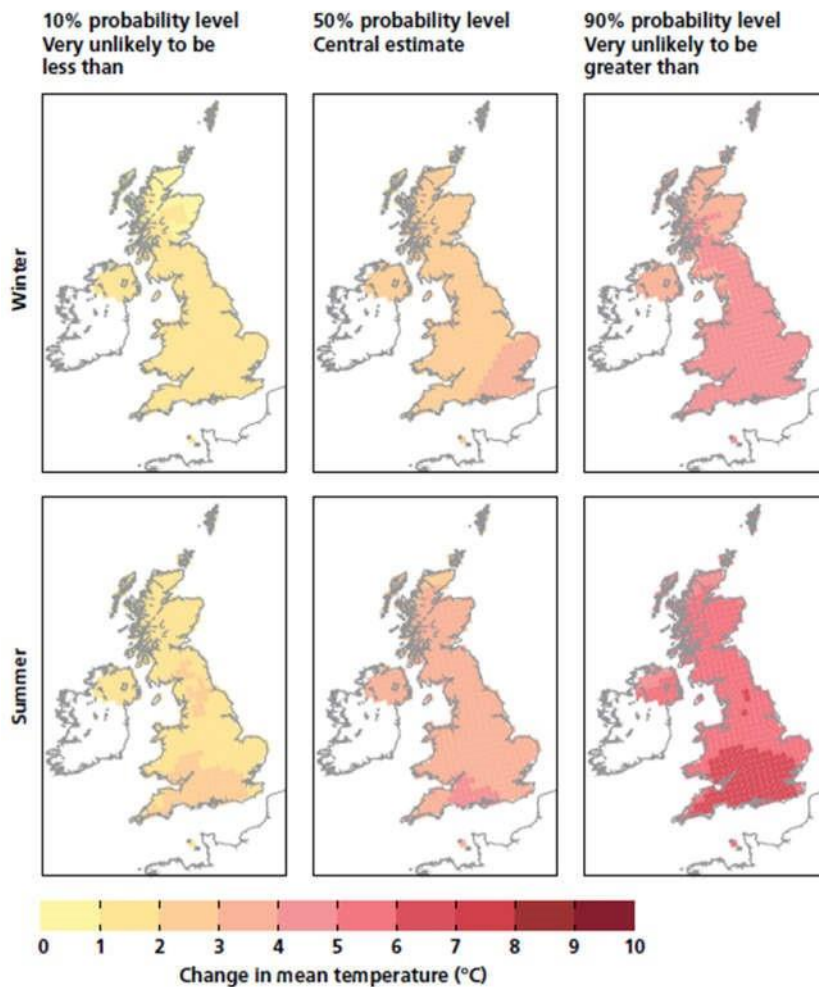 10% probability level
Very unlikely to be
less than
50% probability level
Central estimate
90% probability level
Very unlikely to be
greater than
Winter
Summer
0 1 2 3 4 5 6 7 8 9 10
Change in mean temperature (°C)